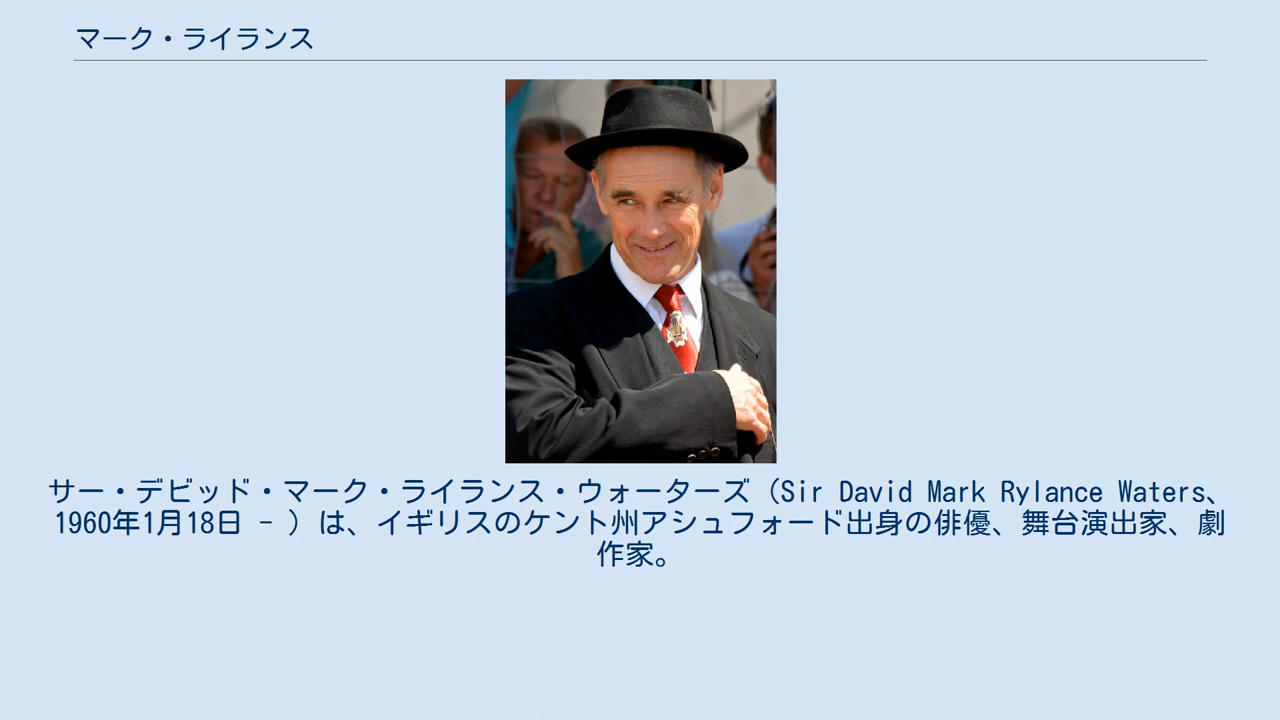 マーク・ライランス
サー・デビッド・マーク・ライランス・ウォーターズ（Sir David Mark Rylance Waters、
1960年1月18日 - ）は、イギリスのケント州アシュフォード出身の俳優、舞台演出家、劇
作家。